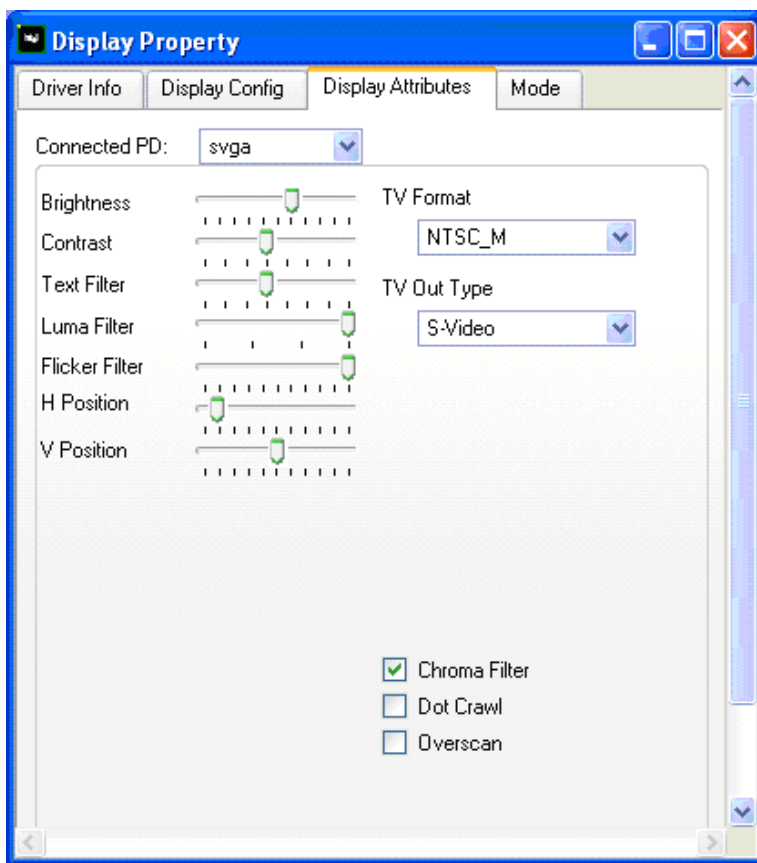 Display Property
Driver Info Display Config Display Attributes Mode
Connected PD: svga
Brightness
Contrast
Text Filter
Luma Filter
Flicker Filter
H Position
V Position
TV Format
NTSC_M
TV Out Type
S-Video
Chroma Filter
Dot Crawl
Overscan